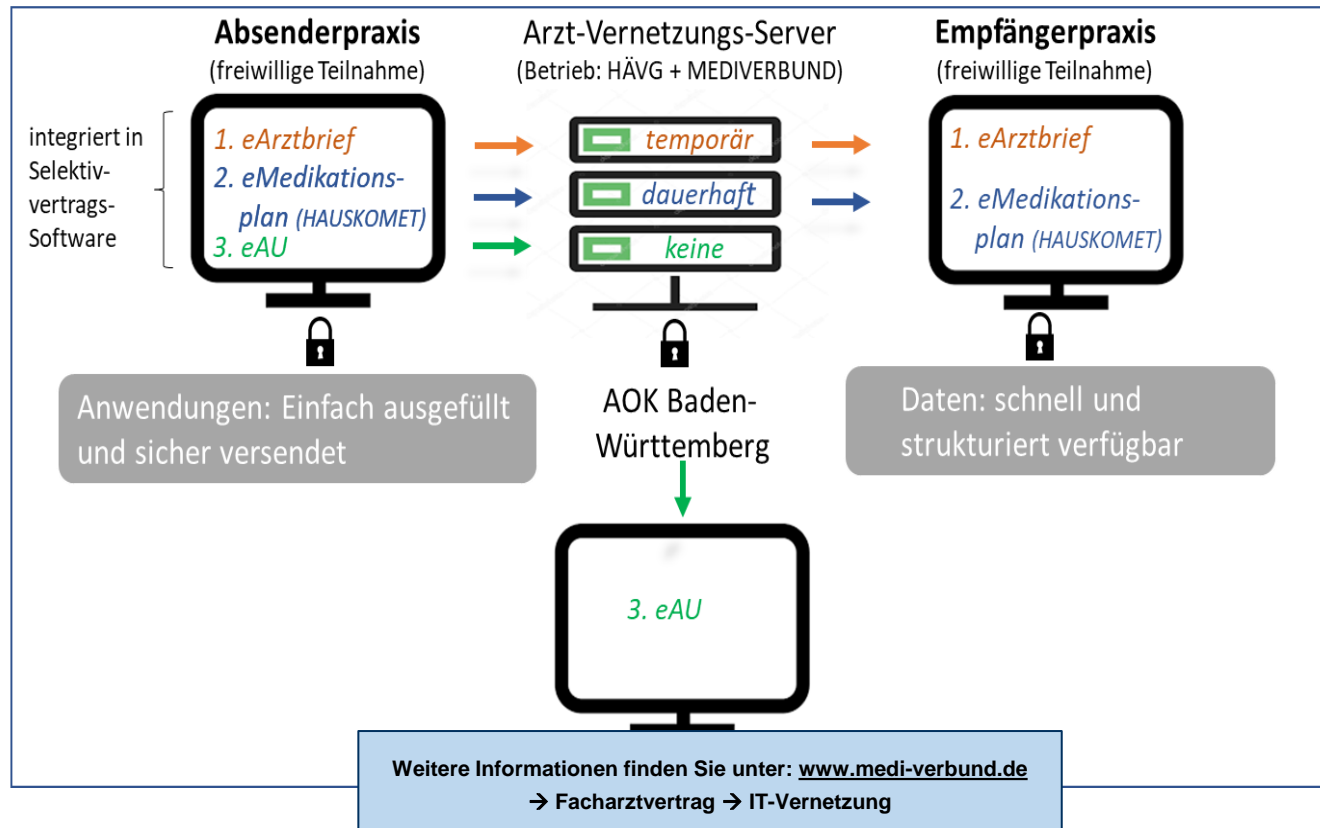 Absenderpraxis
(freiwillige Teilnahme)
Arzt-Vernetzungs-Server
(Betrieb: HÄVG + MEDIVERBUND)
Empfängerpraxis
(freiwillige Teilnahme)
integriert in
Selektiv-
vertrags-
Software
1. eArztbrief
2. eMedikations-
plan (HAUSKOMET)
3. eAU
temporär
dauerhaft
keine
1. eArztbrief
2. eMedikations-
plan (HAUSKOMET)
Anwendungen: Einfach ausgefüllt
und sicher versendet
AOK Baden-
Württemberg
Daten: schnell und
strukturiert verfügbar
3. eAU
Weitere Informationen finden Sie unter: www.medi-verbund.de
→ Facharztvertrag → IT-Vernetzung